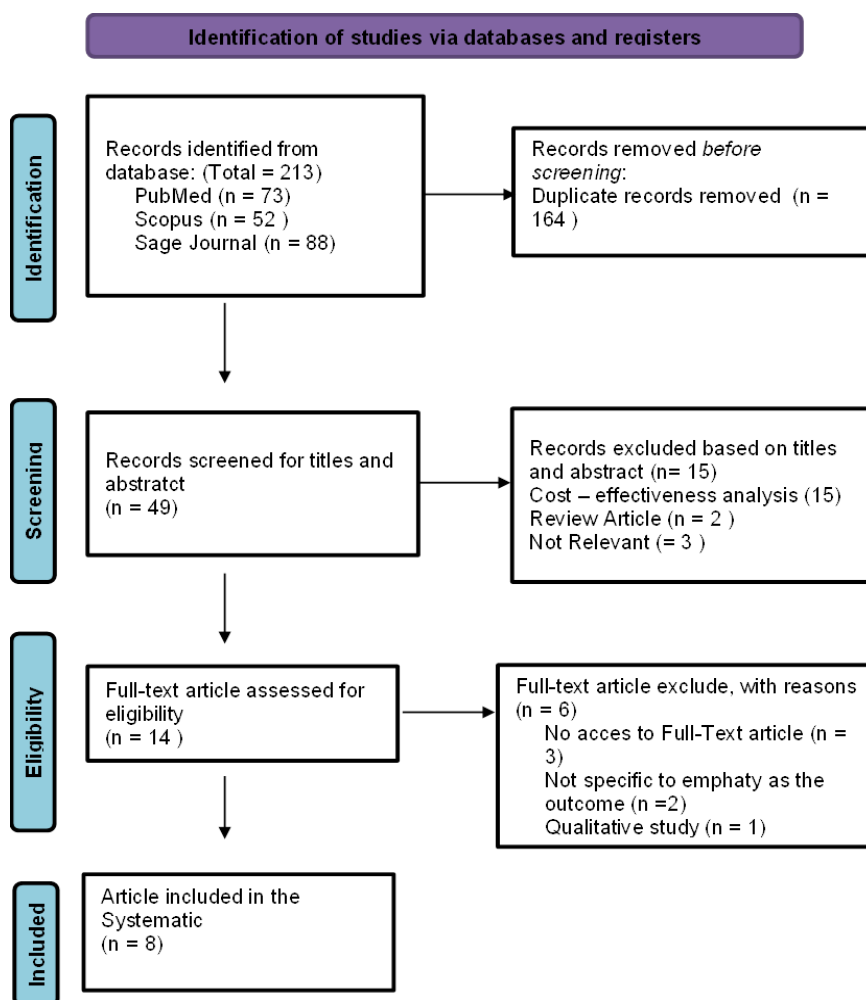 Identification of studies via databases and registers
Identification
Records identified from
database: (Total = 213)
PubMed (n = 73)
Scopus (n = 52 )
Sage Journal (n = 88)
Records removed before
screening:
Duplicate records removed (n =
164 )
Screening
Records screened for titles and
abstratct
(n = 49)
Records excluded based on titles
and abstract (n= 15)
Cost – effectiveness analysis (15)
Review Article (n = 2 )
Not Relevant (= 3 )
Eligibility
Full-text article assessed for
eligibility
(n = 14 )
Full-text article exclude, with reasons
(n = 6)
No acces to Full-Text article (n =
3)
Not specific to emphaty as the
outcome (n =2)
Qualitative study (n = 1)
Included
Article included in the
Systematic
(n = 8)